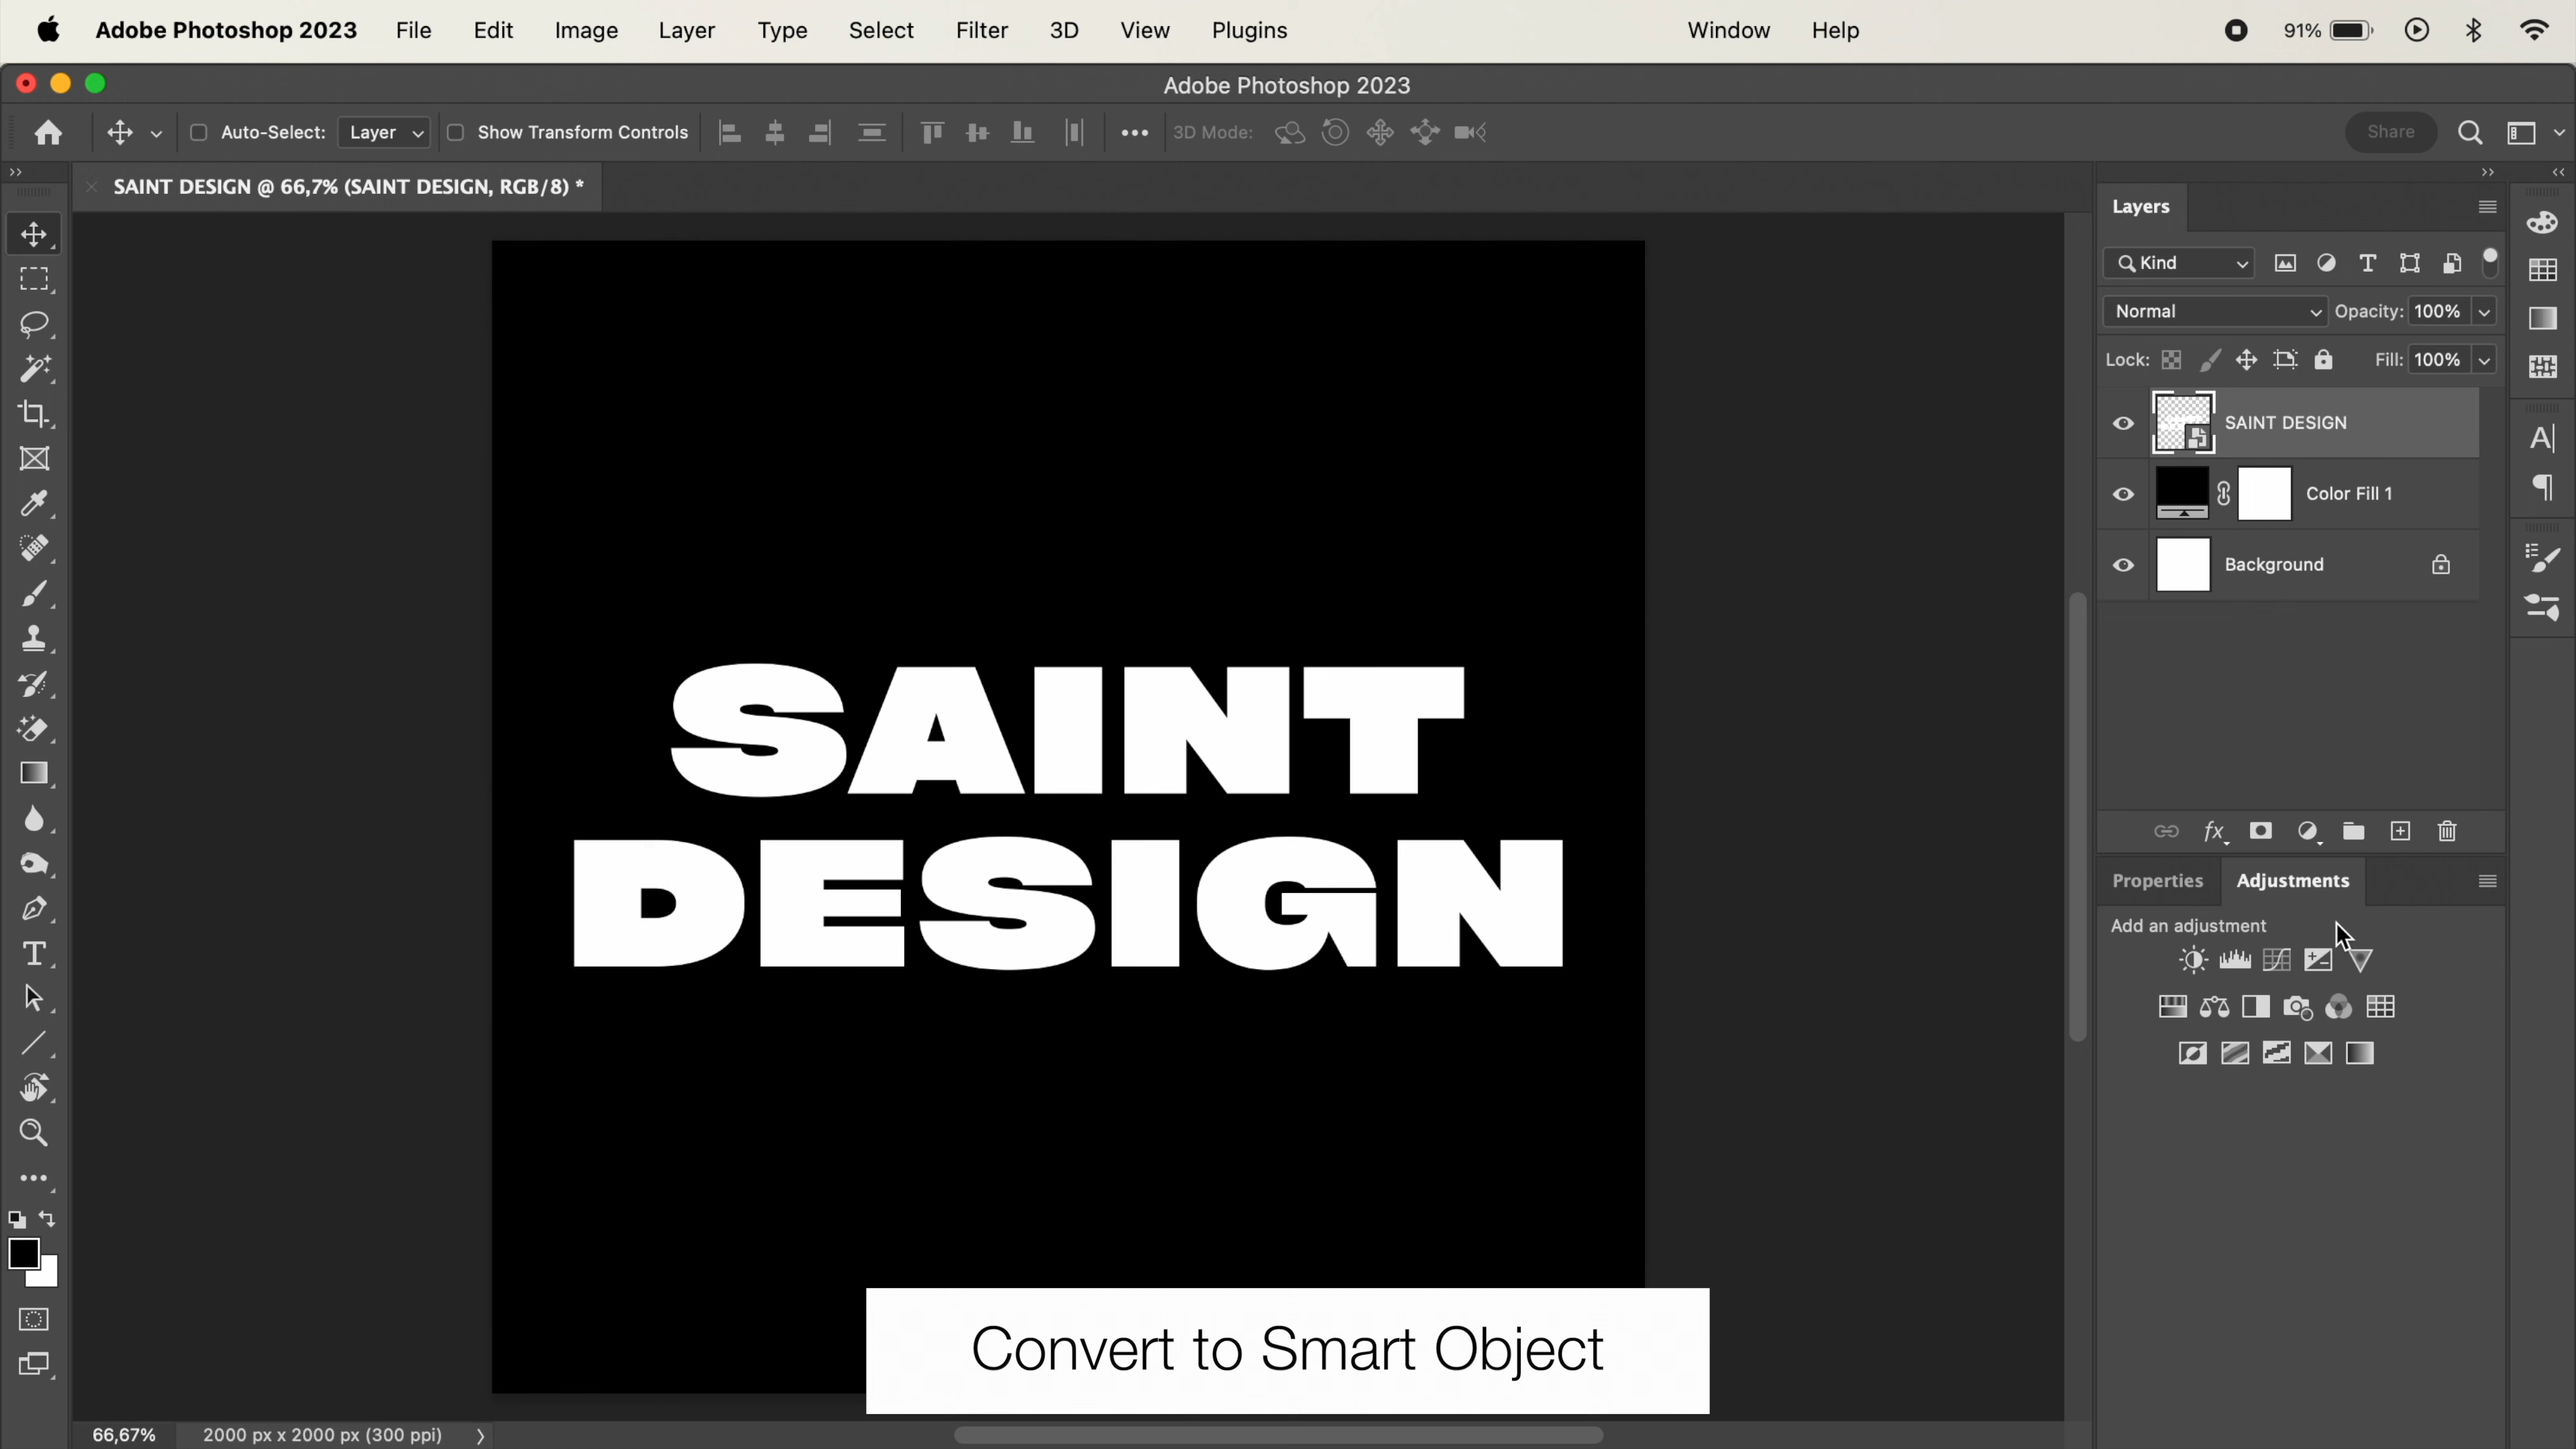 Adobe Photoshop 2023 File Edit Image Layer Type Select Filter 3D View Plugins Window Help 91%
Adobe Photoshop 2023
Auto-Select: Layer Show Transform Controls 3D Mode: Share
SAINT DESIGN @ 66,7% (SAINT DESIGN, RGB/8) *
Layers
Kind
Normal Opacity: 100%
Lock: Fill: 100%
SAINT DESIGN
Color Fill 1
Background
SAINT
DESIGN
Properties Adjustments
Add an adjustment
Convert to Smart Object
66,67% 2000 px x 2000 px (300 ppi)